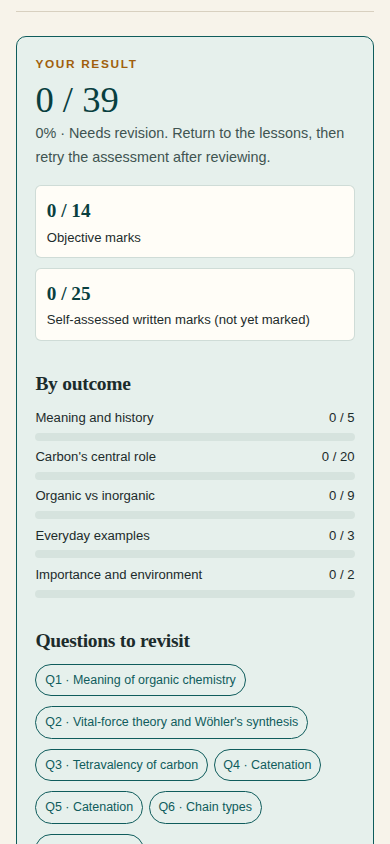 YOUR RESULT
0 / 39
0% · Needs revision. Return to the lessons, then
retry the assessment after reviewing.
0 / 14
Objective marks
0 / 25
Self-assessed written marks (not yet marked)
By outcome
Meaning and history 0 / 5
Carbon's central role 0 / 20
Organic vs inorganic 0 / 9
Everyday examples 0 / 3
Importance and environment 0 / 2
Questions to revisit
Q1 · Meaning of organic chemistry
Q2 · Vital-force theory and Wöhler's synthesis
Q3 · Tetravalency of carbon Q4 · Catenation
Q5 · Catenation Q6 · Chain types